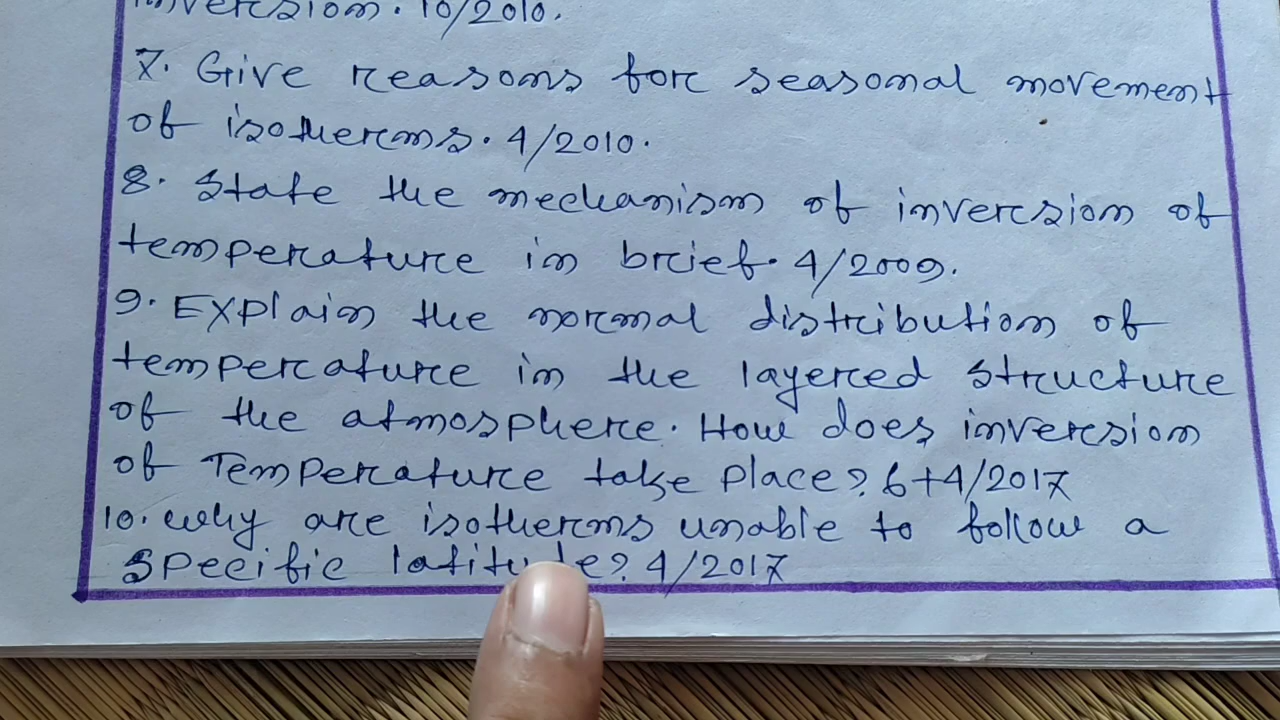 inversion. 10/2010.
7. Give reasons for seasonal movement
of isotherms. 4/2010.
8. State the mechanism of inversion of
temperature in brief. 4/2009.
9. Explain the normal distribution of
temperature in the layered structure
of the atmosphere. How does inversion
of Temperature take place? 6+4/2017
10. Why are isotherms unable to follow a
specific latitude? 4/2017